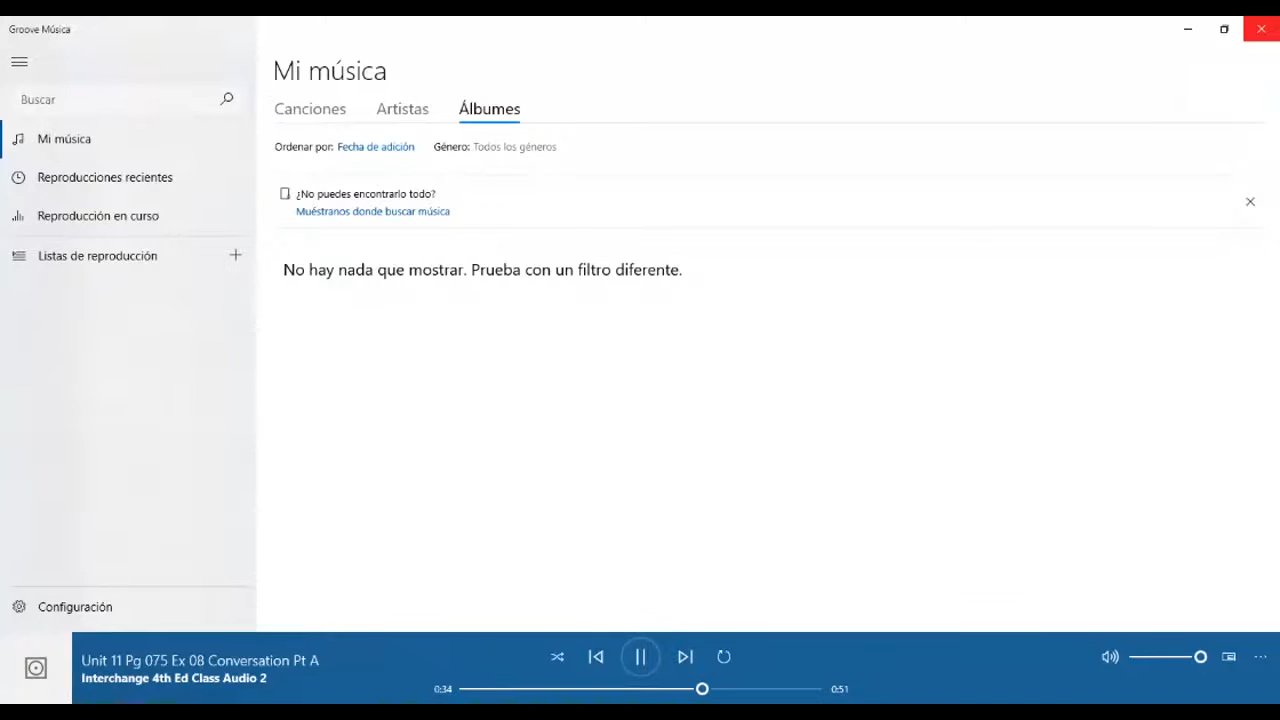 Groove Música
Buscar
Mi música
Reproducciones recientes
Reproducción en curso
Listas de reproducción
Configuración
Mi música
Canciones Artistas Álbumes
Ordenar por: Fecha de adición Género: Todos los géneros
¿No puedes encontrarlo todo?
Muéstranos donde buscar música
No hay nada que mostrar. Prueba con un filtro diferente.
Unit 11 Pg 075 Ex 08 Conversation Pt A
Interchange 4th Ed Class Audio 2
0:34 0:51